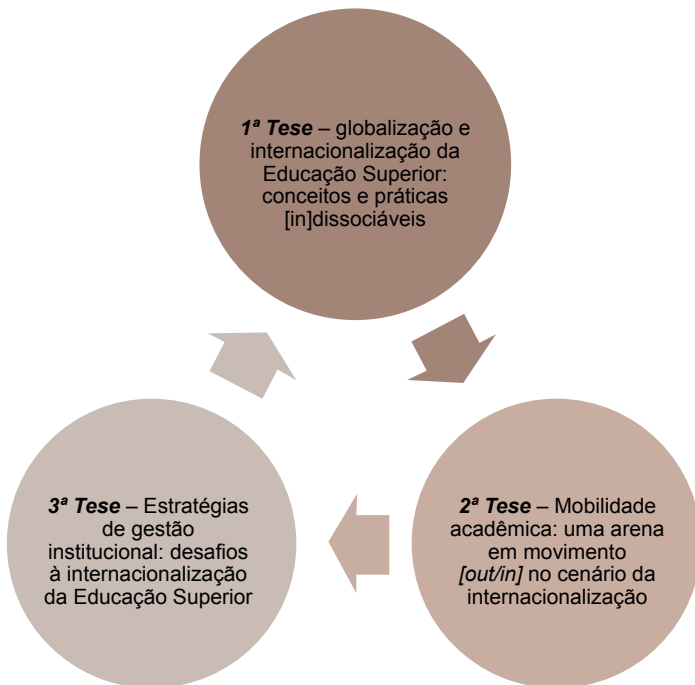 1ª Tese – globalização e
internacionalização da
Educação Superior:
conceitos e práticas
[in]dissociáveis
2ª Tese – Mobilidade
acadêmica: uma arena
em movimento
[out/in] no cenário da
internacionalização
3ª Tese – Estratégias
de gestão
institucional: desafios
à internacionalização
da Educação Superior